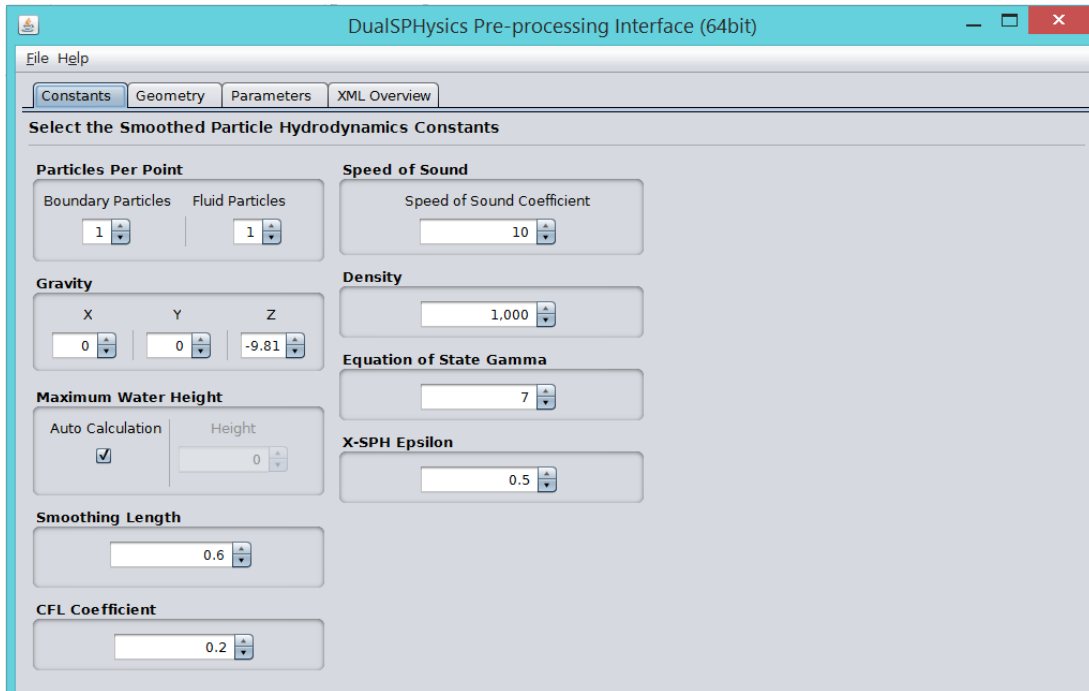 DualSPHysics Pre-processing Interface (64bit)
File Help
Constants Geometry Parameters XML Overview
Select the Smoothed Particle Hydrodynamics Constants
Particles Per Point
Boundary Particles Fluid Particles
1 1
Gravity
X Y Z
0 0 -9.81
Maximum Water Height
Auto Calculation Height
0
Smoothing Length
0.6
CFL Coefficient
0.2
Speed of Sound
Speed of Sound Coefficient
10
Density
1,000
Equation of State Gamma
7
X-SPH Epsilon
0.5